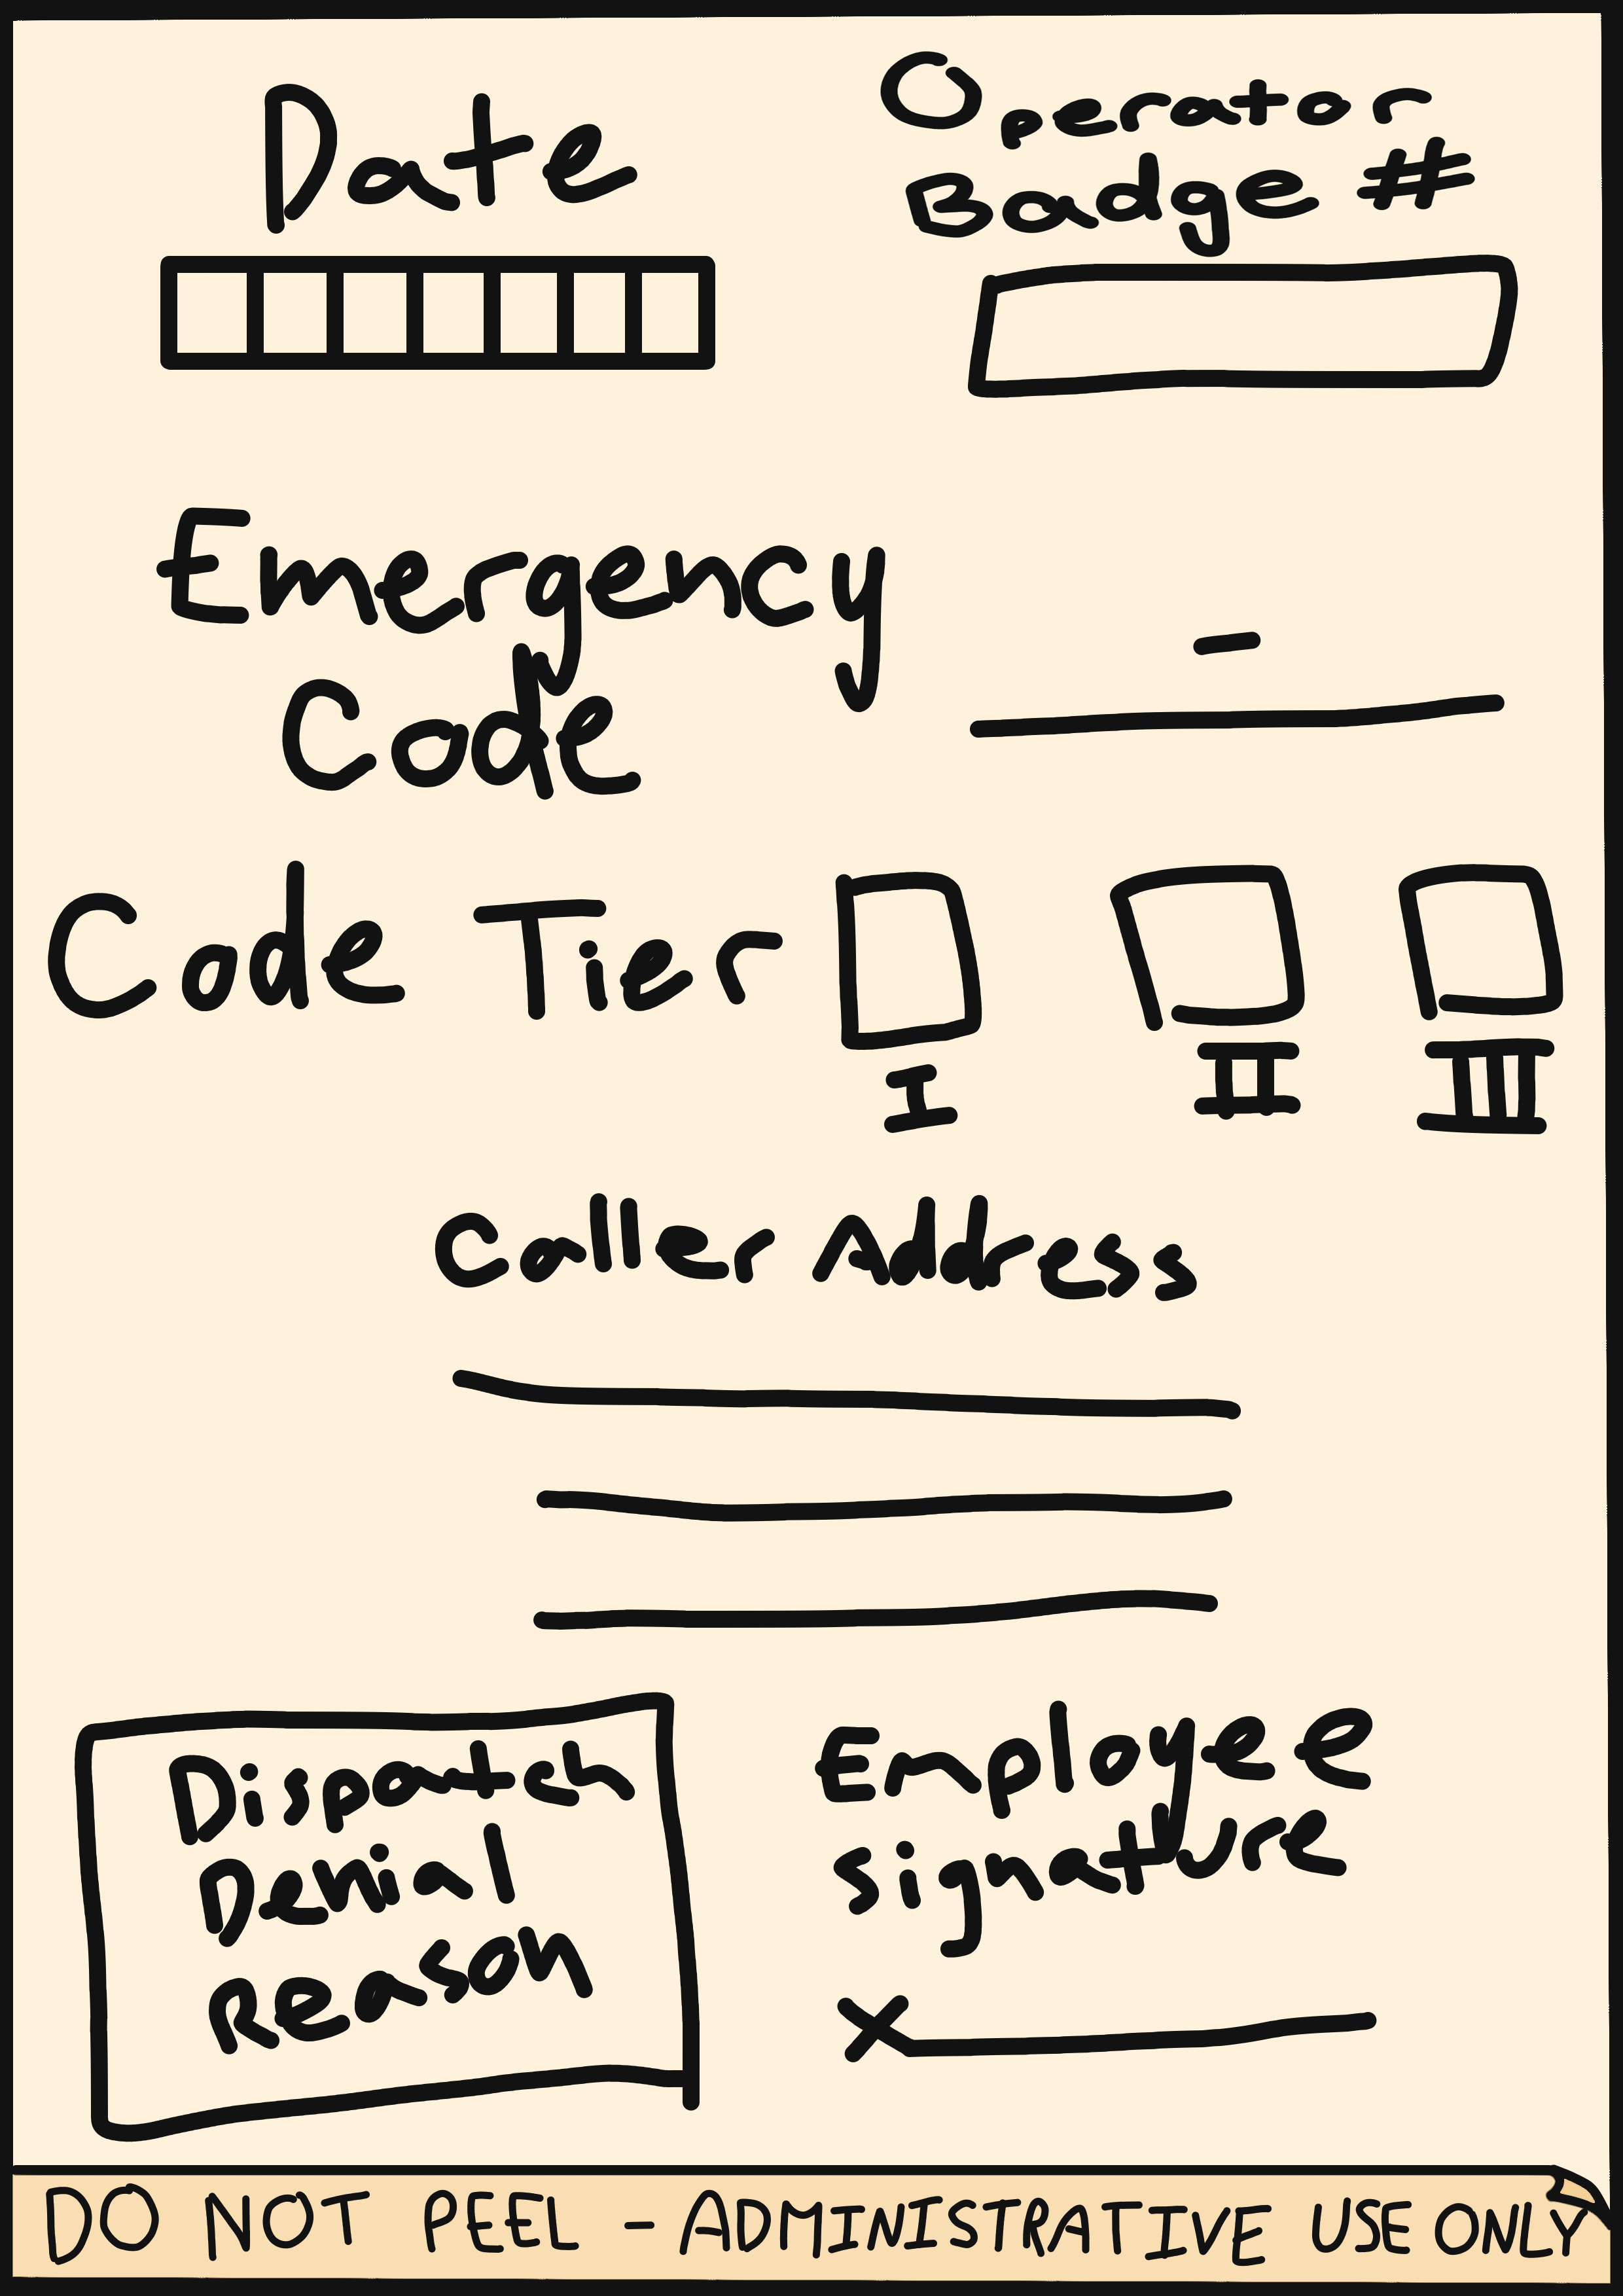 Date
Operator
Badge #
Emergency
Code
-
Code Tier
I II III
Caller Address
Dispatch
Denial
Reason
Employee
signature
X
DO NOT PEEL - ADMINISTRATIVE USE ONLY